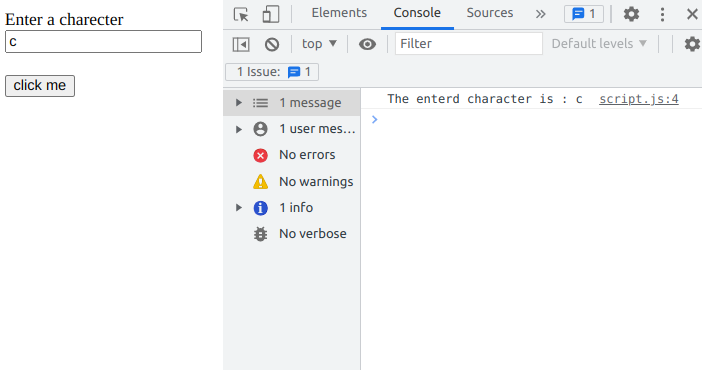 Enter a charecter
c
click me
Elements Console Sources » 1
top ▼ Filter Default levels ▼
1 Issue: 1
1 message
1 user mes...
No errors
No warnings
1 info
No verbose
The enterd character is : c script.js:4
>